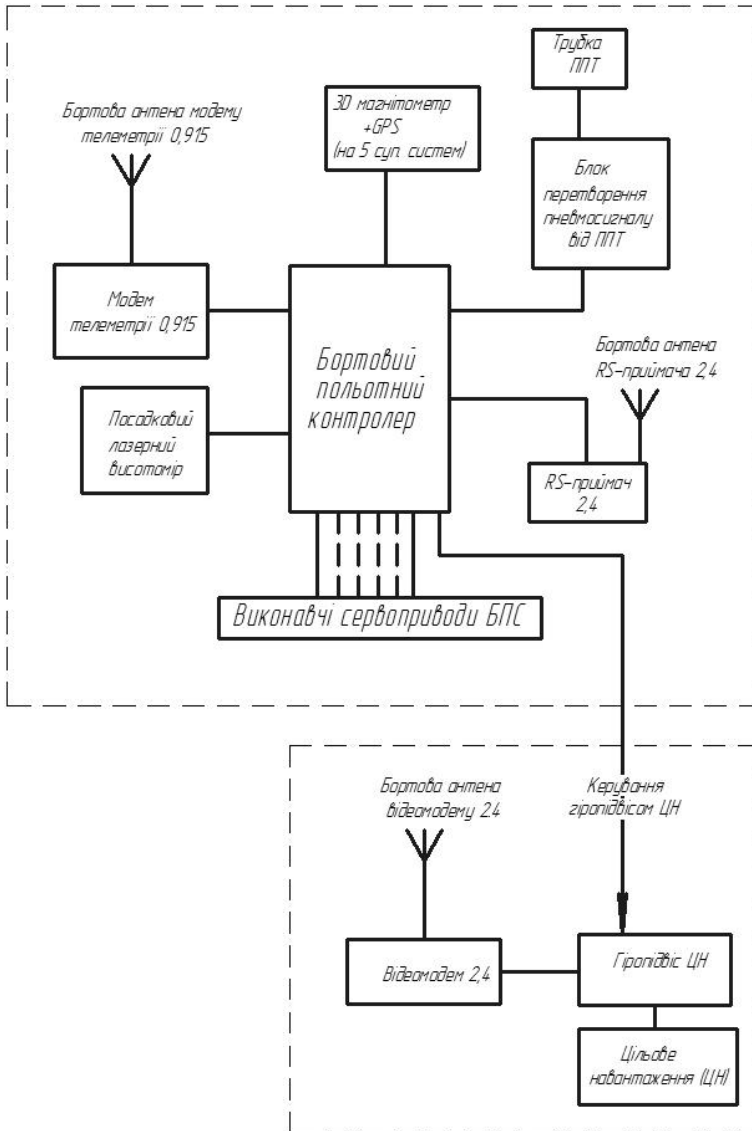 Трубка
ППТ
3D магнітометр
+GPS
(на 5 суп. систем)
Бортова антена модему
телеметрії 0,915
Блок
перетворення
пневмосигналу
від ППТ
Модем
телеметрії 0,915
Бортовий
польотний
контролер
Бортова антена
RS-приймача 2,4
Посадковий
лазерний
висотомір
RS-приймач
2,4
Виконавчі сервоприводи БПС
Бортова антена
відеомодему 2.4
Керування
гіропідвісом ЦН
Відеомодем 2,4
Гіропідвіс ЦН
Цільове
навантаження (ЦН)